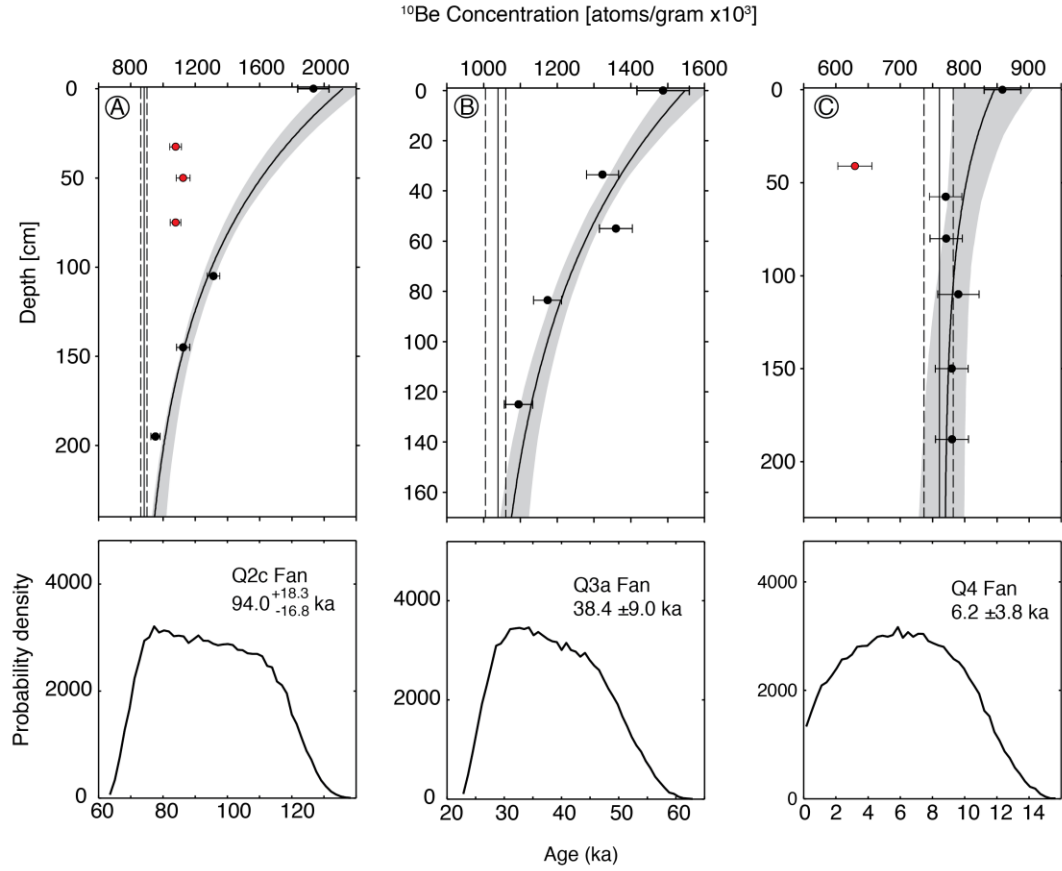 ¹⁰Be Concentration [atoms/gram x10³]
800 1200 1600 2000
1000 1200 1400 1600
600 700 800 900
A
B
C
Depth [cm]
0
50
100
150
200
0
20
40
60
80
100
120
140
160
0
50
100
150
200
Probability density
4000
2000
0
Q2c Fan
94.0 +18.3 -16.8 ka
60 80 100 120
4000
2000
0
Q3a Fan
38.4 ±9.0 ka
20 30 40 50 60
4000
2000
0
Q4 Fan
6.2 ±3.8 ka
0 2 4 6 8 10 12 14
Age (ka)